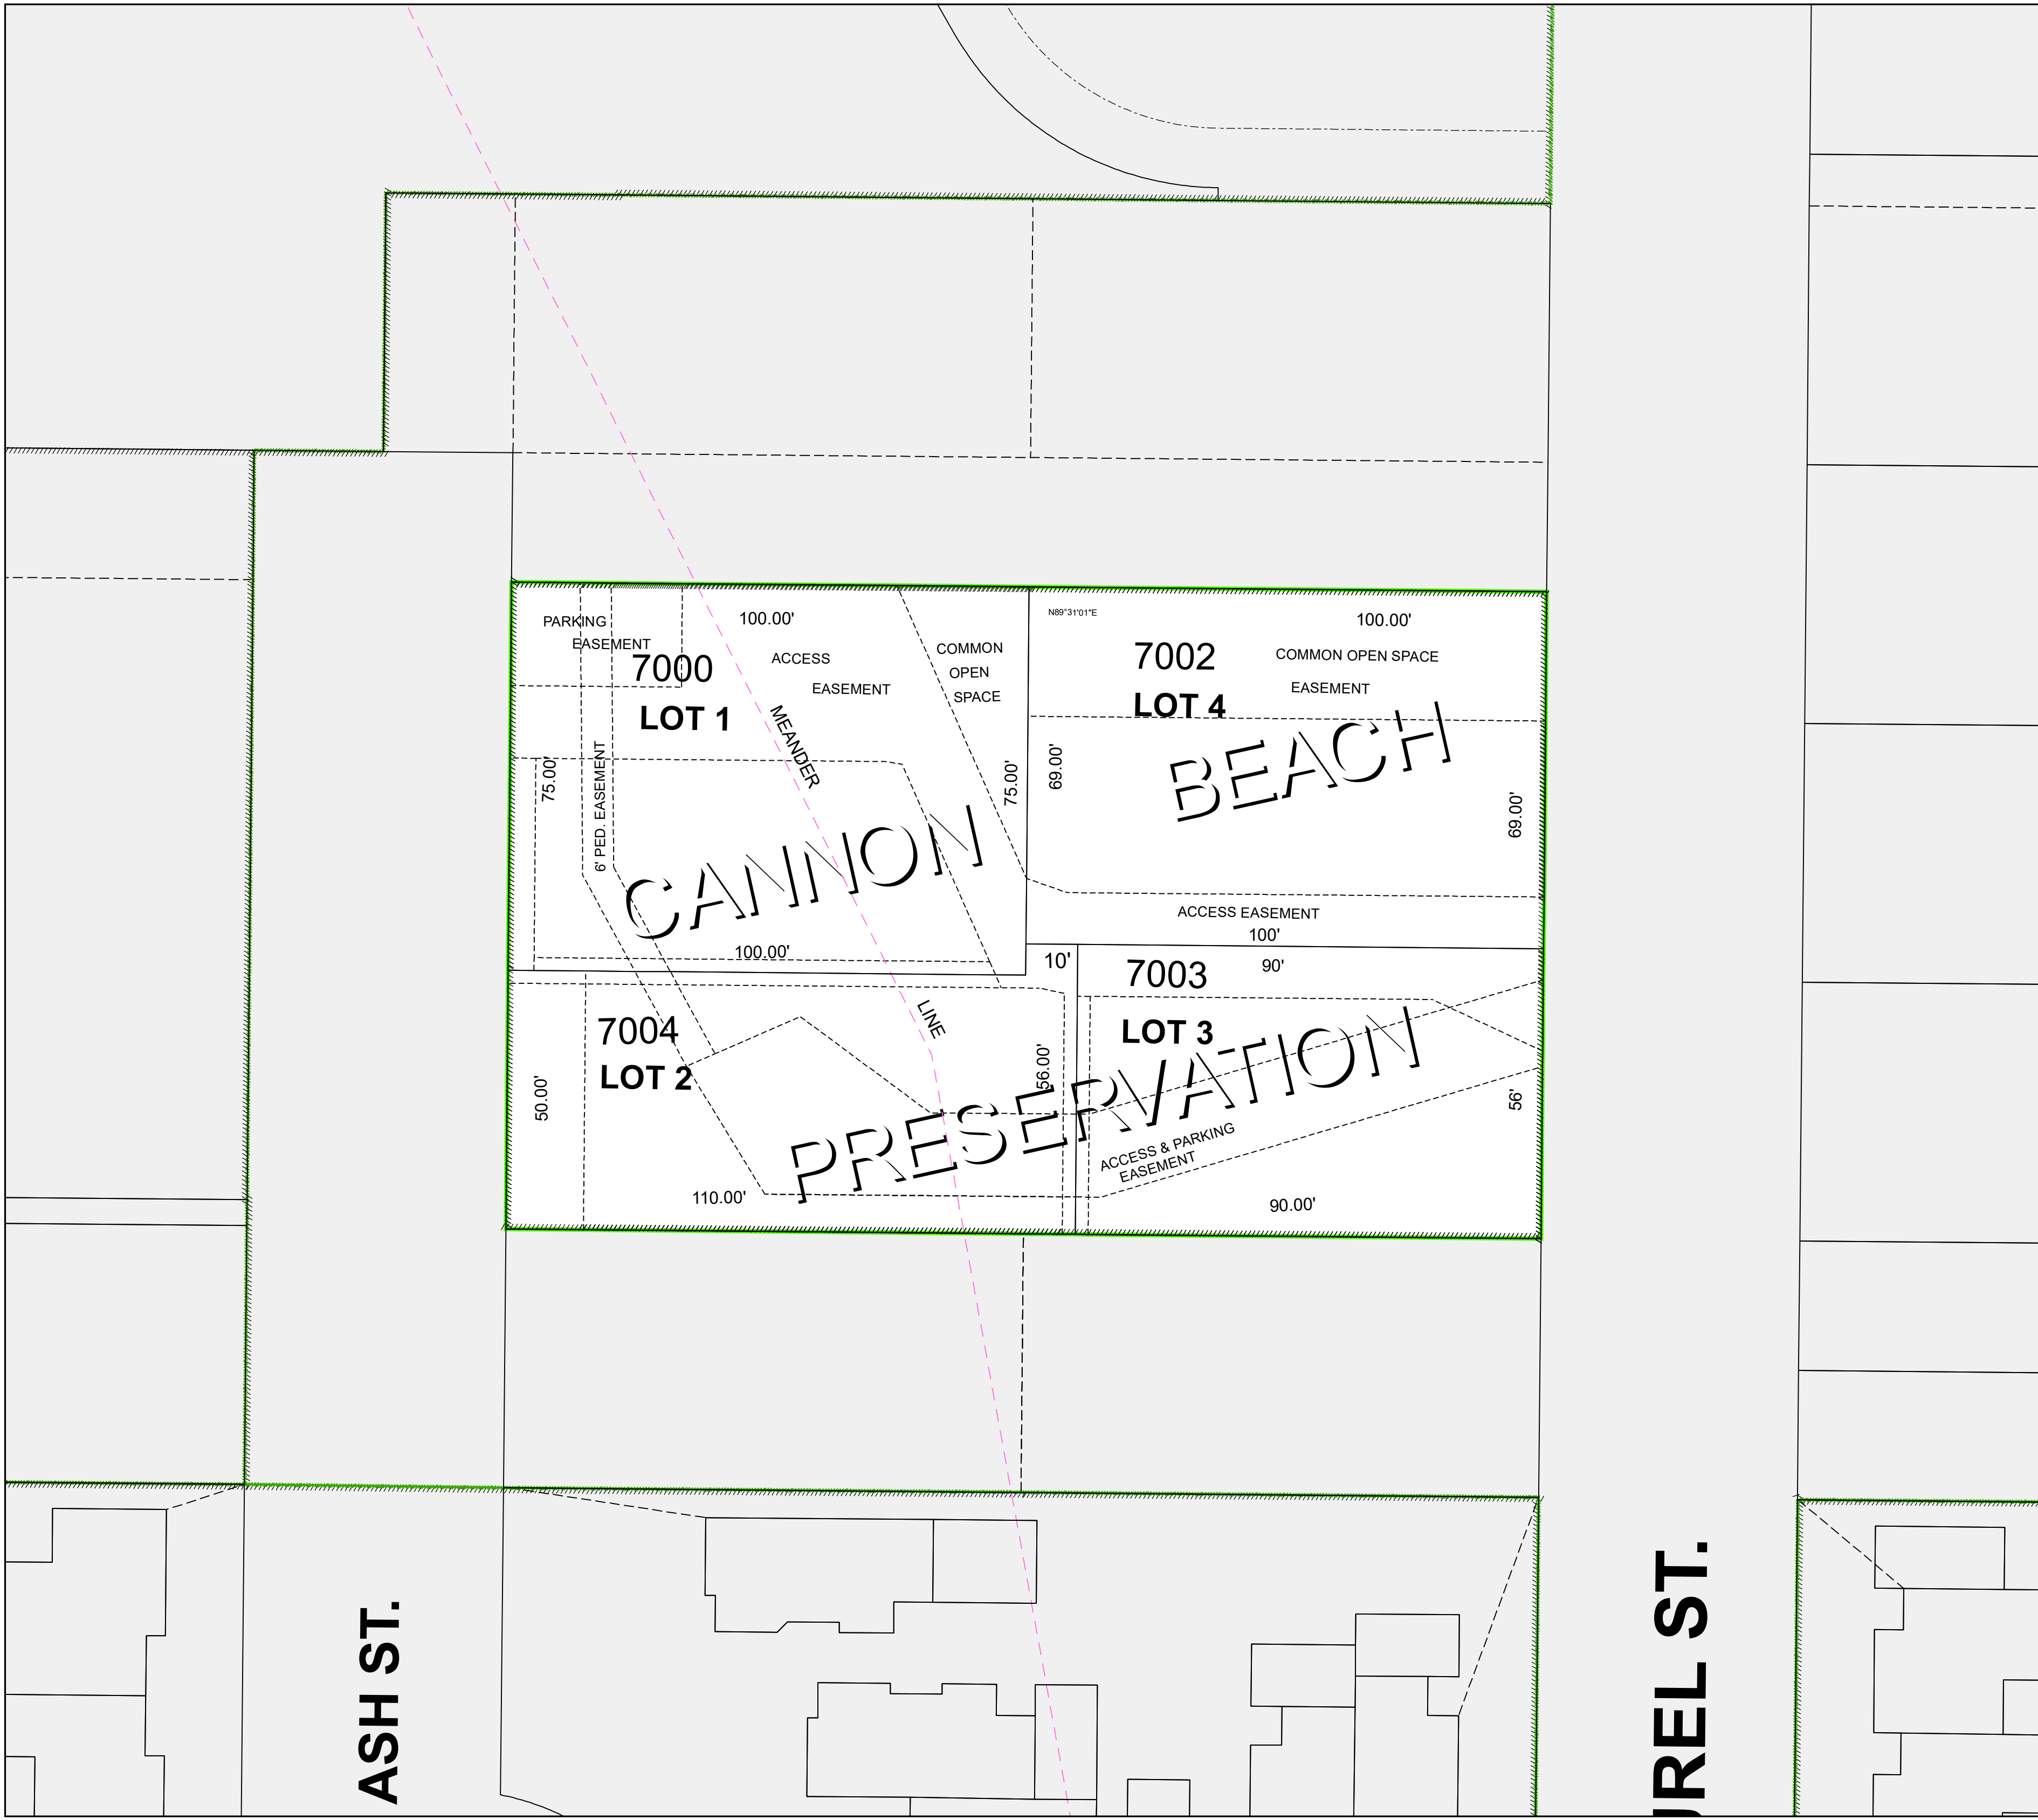 PARKING
EASEMENT
100.00'
7000
LOT 1
ACCESS
EASEMENT
COMMON
OPEN
SPACE
N89°31'01"E
100.00'
7002
LOT 4
COMMON OPEN SPACE
EASEMENT
MEANDER
75.00'
6' PED. EASEMENT
75.00'
69.00'
69.00'
CANNON
BEACH
ACCESS EASEMENT
100.00'
100'
10'
7003
90'
LOT 3
7004
LOT 2
LINE
50.00'
56.00'
56'
PRESERVATION
ACCESS & PARKING
EASEMENT
110.00'
90.00'
ASH ST.
UREL ST.